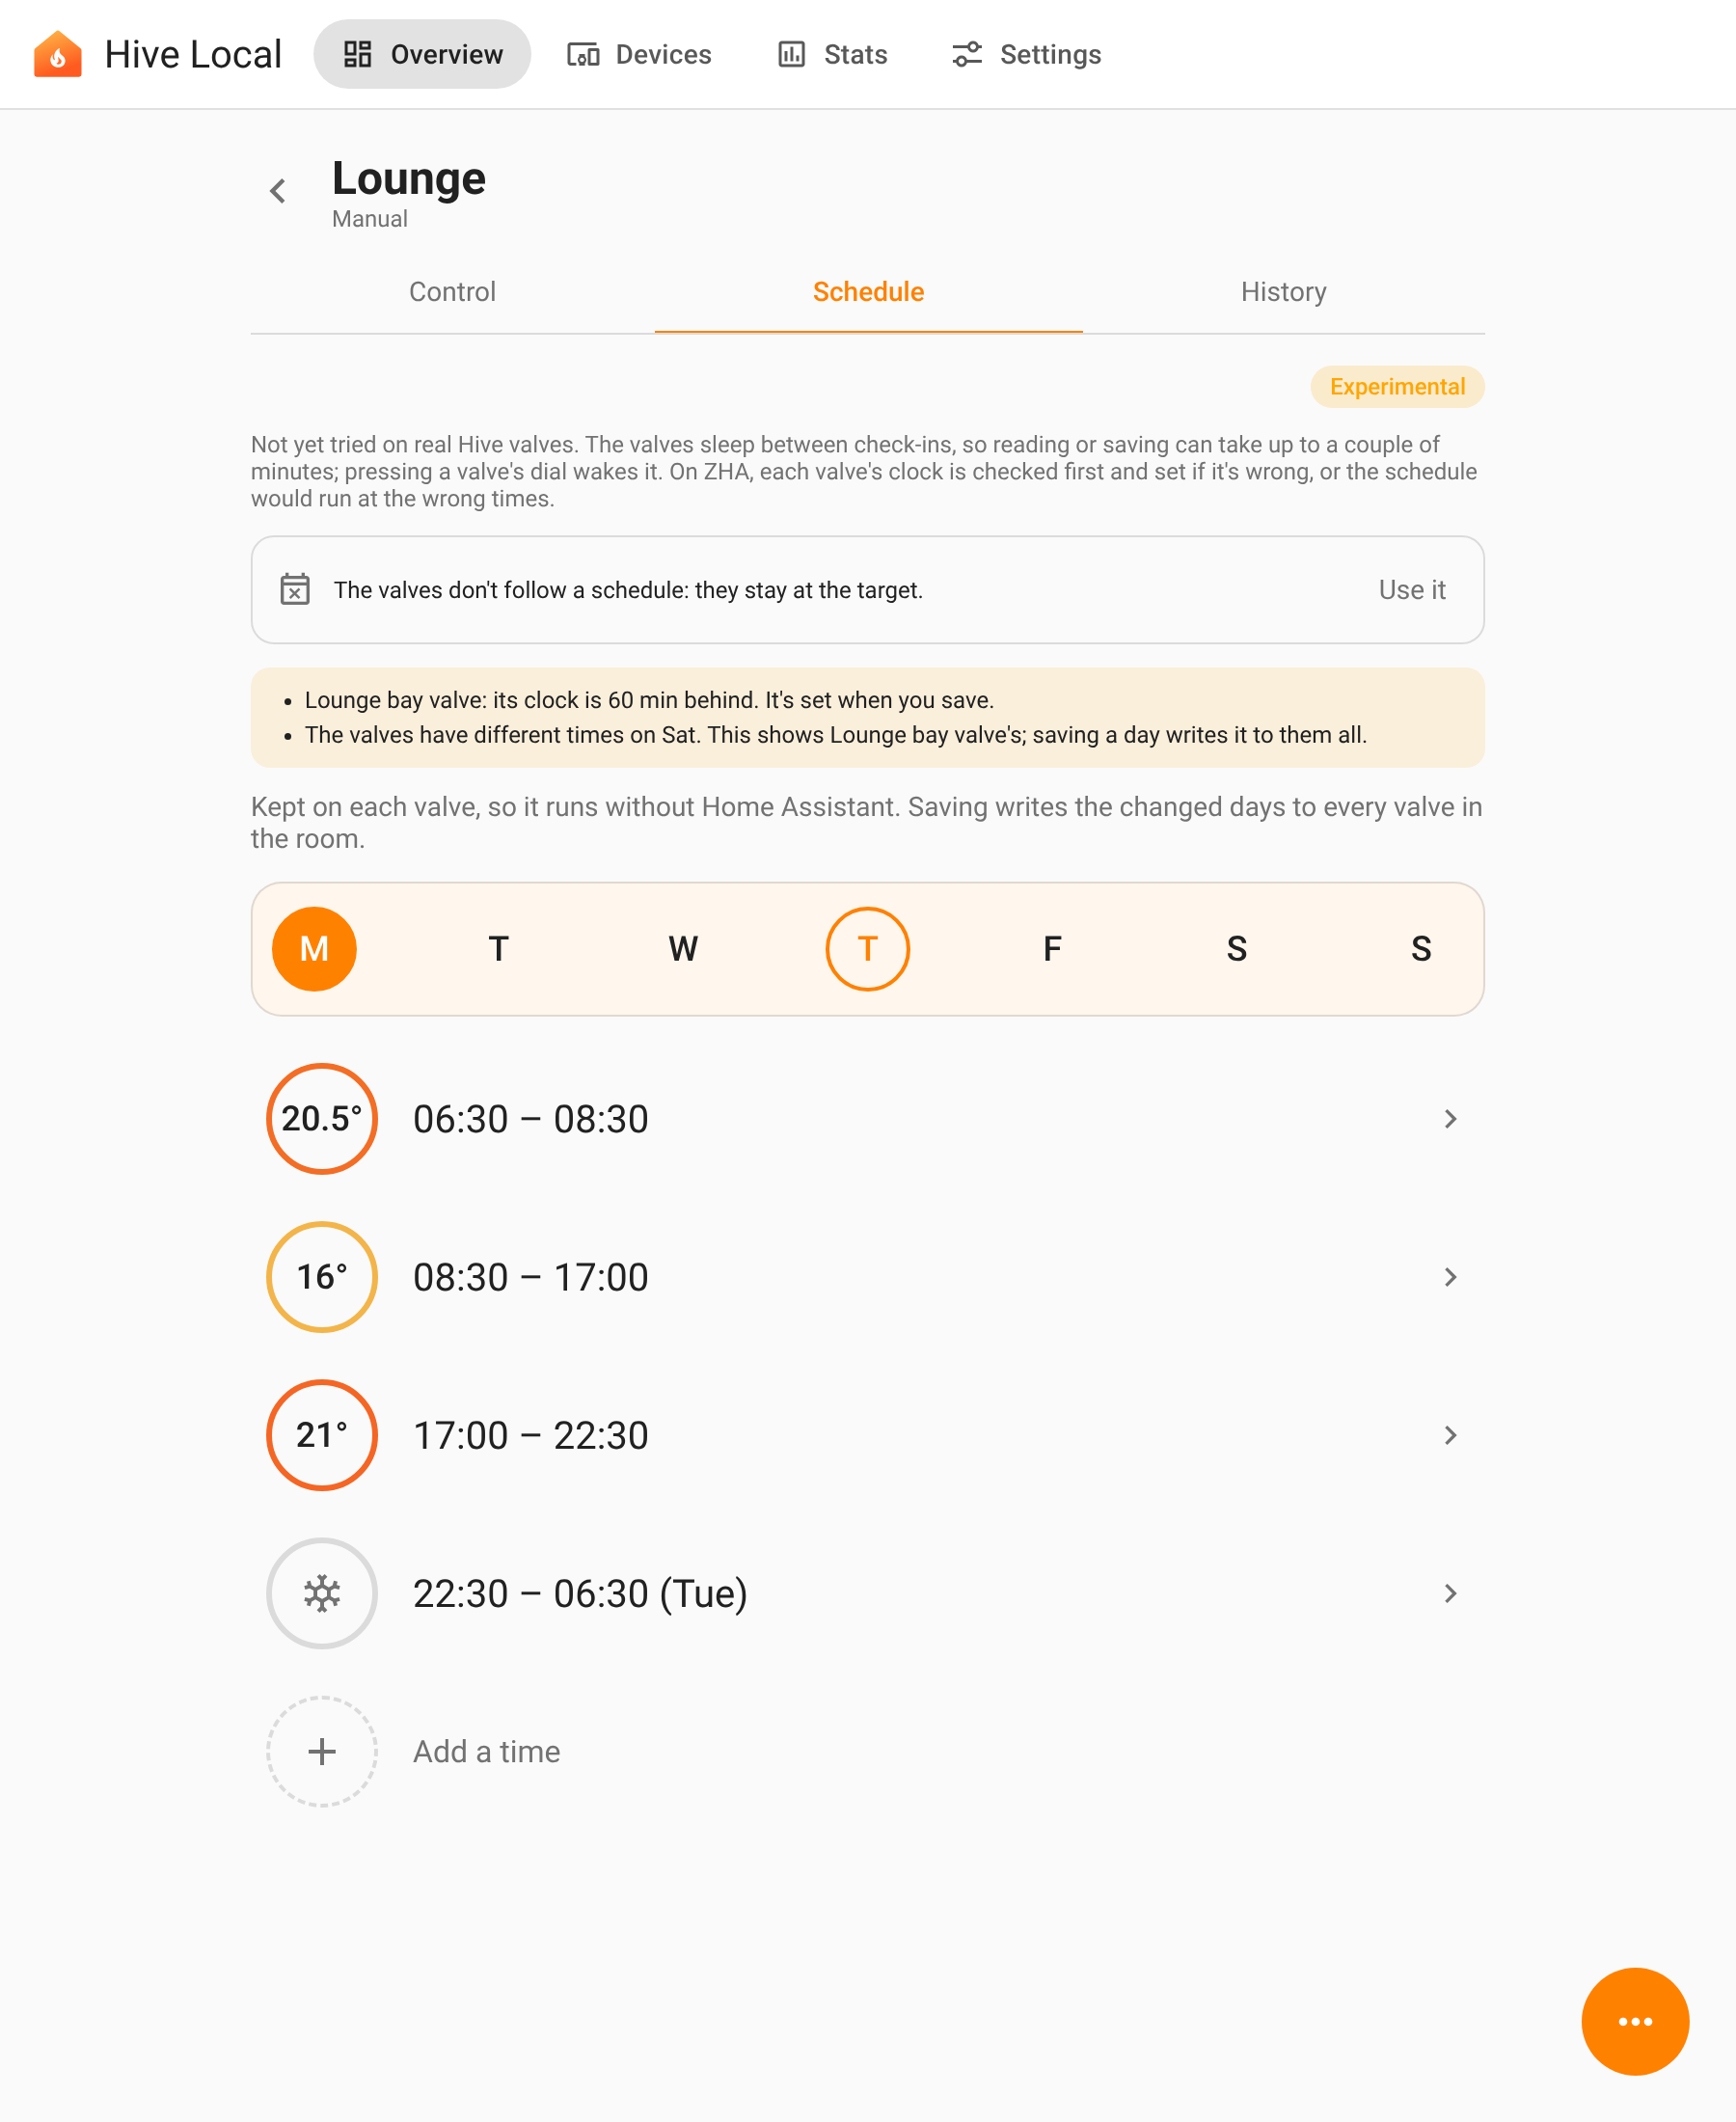 Hive Local
Overview
Devices
Stats
Settings
Lounge
Manual
Control
Schedule
History
Experimental
Not yet tried on real Hive valves. The valves sleep between check-ins, so reading or saving can take up to a couple of
minutes; pressing a valve's dial wakes it. On ZHA, each valve's clock is checked first and set if it's wrong, or the schedule
would run at the wrong times.
The valves don't follow a schedule: they stay at the target.
Use it
• Lounge bay valve: its clock is 60 min behind. It's set when you save.
• The valves have different times on Sat. This shows Lounge bay valve's; saving a day writes it to them all.
Kept on each valve, so it runs without Home Assistant. Saving writes the changed days to every valve in
the room.
M T W T F S S
20.5° 06:30 – 08:30
16° 08:30 – 17:00
21° 17:00 – 22:30
22:30 – 06:30 (Tue)
Add a time